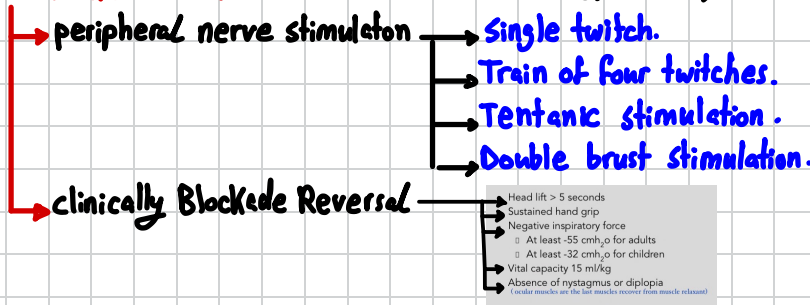 peripheral nerve stimulaton
Single twitch.
Train of four twitches.
Tentanic stimulation.
Double brust stimulation.
clinically Blockade Reversal
Head lift > 5 seconds
Sustained hand grip
Negative inspiratory force
▯ At least -55 cmh₂o for adults
▯ At least -32 cmh₂o for children
Vital capacity 15 ml/kg
Absence of nystagmus or diplopia
( ocular muscles are the last muscles recover from muscle relaxant)